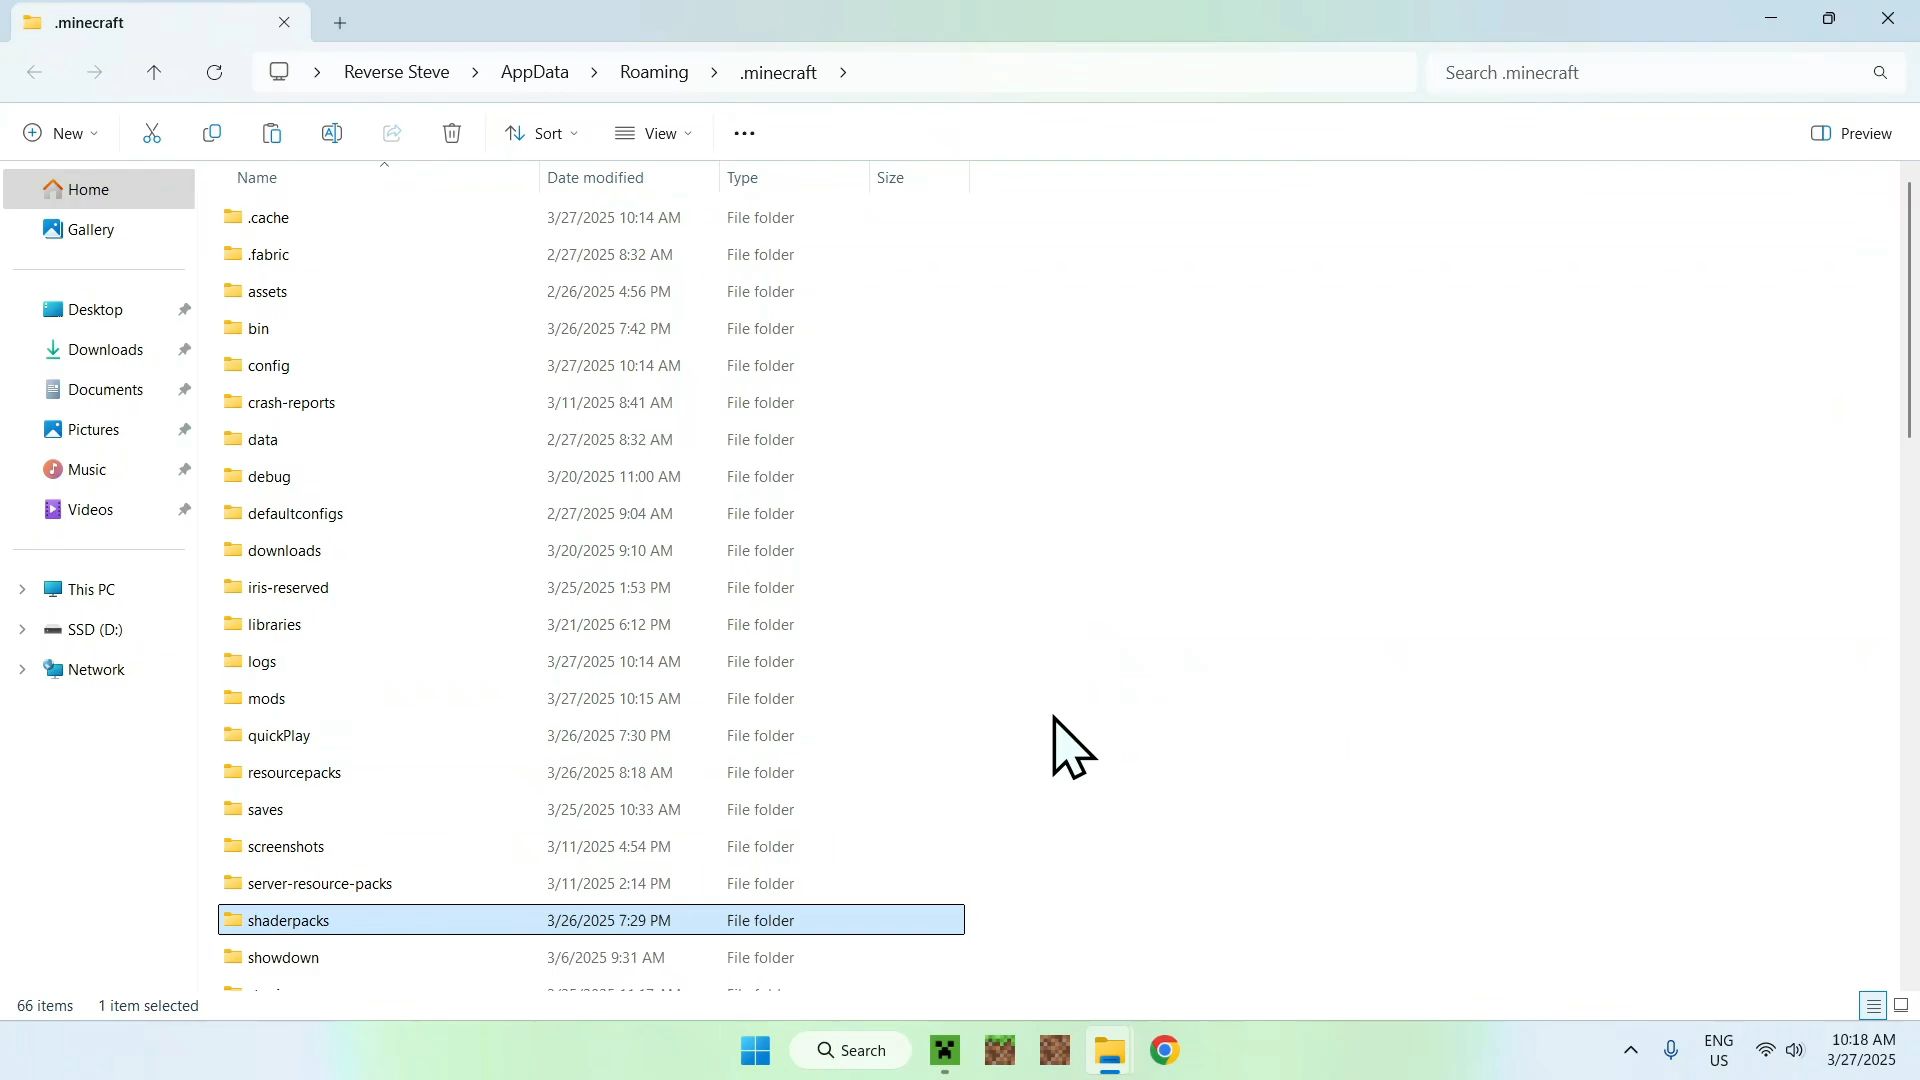 .minecraft
Reverse Steve > AppData > Roaming > .minecraft >
Search .minecraft
New
Sort
View
Preview
Home
Gallery
Desktop
Downloads
Documents
Pictures
Music
Videos
This PC
SSD (D:)
Network
Name Date modified Type Size
.cache 3/27/2025 10:14 AM File folder
.fabric 2/27/2025 8:32 AM File folder
assets 2/26/2025 4:56 PM File folder
bin 3/26/2025 7:42 PM File folder
config 3/27/2025 10:14 AM File folder
crash-reports 3/11/2025 8:41 AM File folder
data 2/27/2025 8:32 AM File folder
debug 3/20/2025 11:00 AM File folder
defaultconfigs 2/27/2025 9:04 AM File folder
downloads 3/20/2025 9:10 AM File folder
iris-reserved 3/25/2025 1:53 PM File folder
libraries 3/21/2025 6:12 PM File folder
logs 3/27/2025 10:14 AM File folder
mods 3/27/2025 10:15 AM File folder
quickPlay 3/26/2025 7:30 PM File folder
resourcepacks 3/26/2025 8:18 AM File folder
saves 3/25/2025 10:33 AM File folder
screenshots 3/11/2025 4:54 PM File folder
server-resource-packs 3/11/2025 2:14 PM File folder
shaderpacks 3/26/2025 7:29 PM File folder
showdown 3/6/2025 9:31 AM File folder
66 items 1 item selected
Search
ENG
US
10:18 AM
3/27/2025